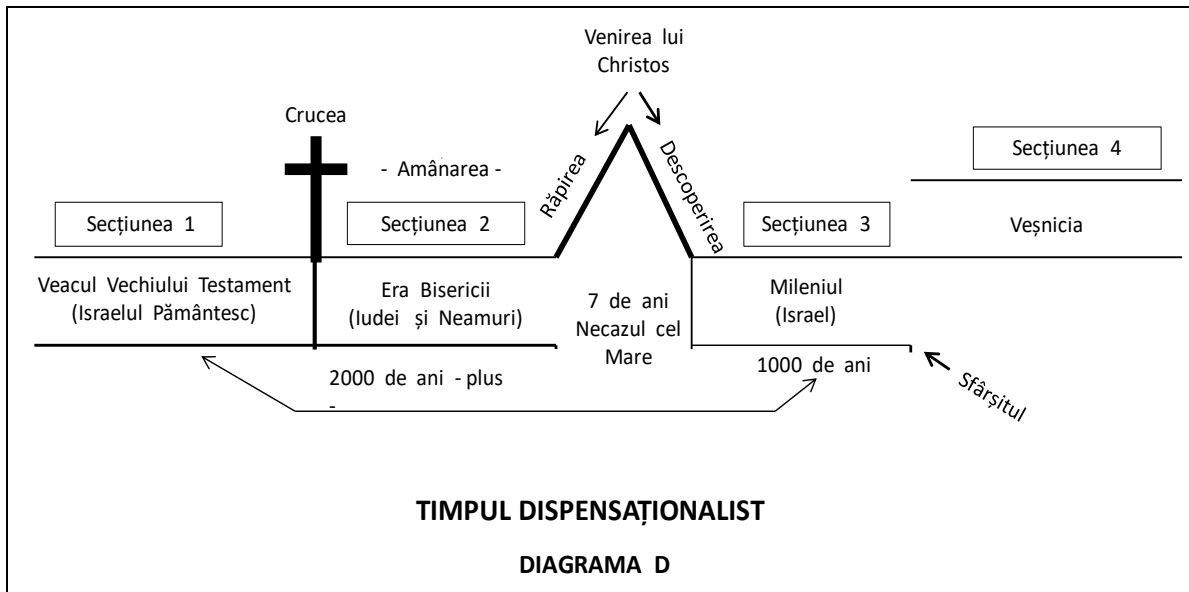 Venirea lui
Christos
Crucea
- Amânarea -
Răpirea
Descoperirea
Secțiunea 4
Secțiunea 1
Secțiunea 2
Secțiunea 3
Veșnicia
Veacul Vechiului Testament
(Israelul Pământesc)
Era Bisericii
(Iudei și Neamuri)
7 de ani
Necazul cel
Mare
Mileniul
(Israel)
2000 de ani - plus
-
1000 de ani
Sfârșitul
TIMPUL DISPENSAȚIONALIST
DIAGRAMA D